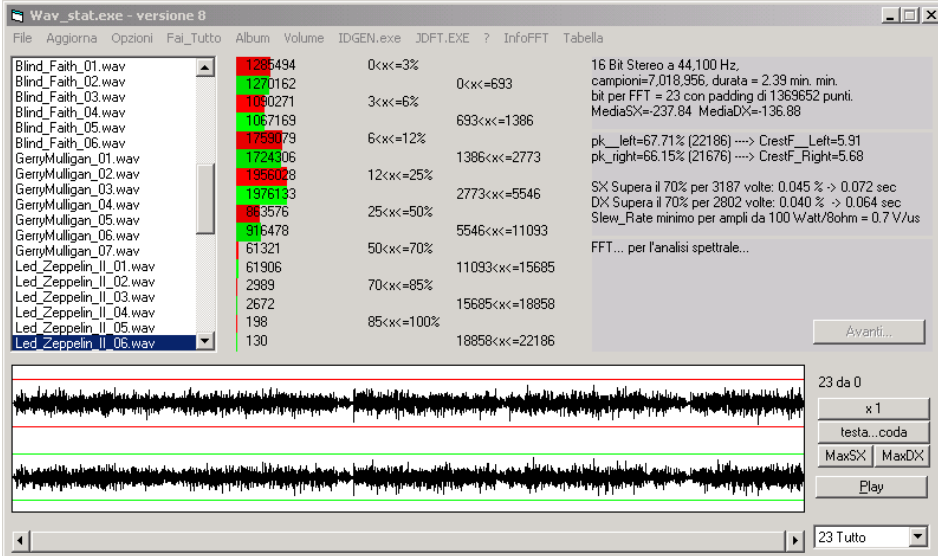 Wav_stat.exe - versione 8
File Aggiorna Opzioni Fai_Tutto Album Volume IDGEN.exe JDFT.EXE ? InfoFFT Tabella
Blind_Faith_01.wav
Blind_Faith_02.wav
Blind_Faith_03.wav
Blind_Faith_04.wav
Blind_Faith_05.wav
Blind_Faith_06.wav
GerryMulligan_01.wav
GerryMulligan_02.wav
GerryMulligan_03.wav
GerryMulligan_04.wav
GerryMulligan_05.wav
GerryMulligan_06.wav
GerryMulligan_07.wav
Led_Zeppelin_II_01.wav
Led_Zeppelin_II_02.wav
Led_Zeppelin_II_03.wav
Led_Zeppelin_II_04.wav
Led_Zeppelin_II_05.wav
Led_Zeppelin_II_06.wav
1285494 0<x<=3%
1270162 0<x<=693
1090271 3<x<=6%
1067169 693<x<=1386
1759079 6<x<=12%
1724306 1386<x<=2773
1956028 12<x<=25%
1976133 2773<x<=5546
863576 25<x<=50%
916478 5546<x<=11093
61321 50<x<=70%
61906 11093<x<=15685
2989 70<x<=85%
2672 15685<x<=18858
198 85<x<=100%
130 18858<x<=22186
16 Bit Stereo a 44,100 Hz,
campioni=7,018,956, durata = 2.39 min. min.
bit per FFT = 23 con padding di 1369652 punti.
MediaSX=-237.84 MediaDX=-136.88
pk__left=67.71% (22186) ----> CrestF__Left=5.91
pk_right=66.15% (21676) ----> CrestF_Right=5.68
SX Supera il 70% per 3187 volte: 0.045 % -> 0.072 sec
DX Supera il 70% per 2802 volte: 0.040 % -> 0.064 sec
Slew_Rate minimo per ampli da 100 Watt/8ohm = 0.7 V/us
FFT... per l'analisi spettrale...
Avanti...
23 da 0
x 1
testa...coda
MaxSX MaxDX
Play
23 Tutto